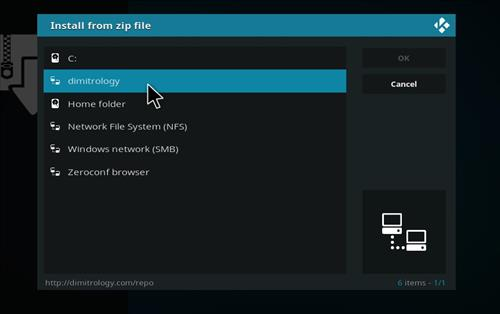 Install from zip file
C:
OK
dimitrology
Cancel
Home folder
Network File System (NFS)
Windows network (SMB)
Zeroconf browser
http://dimitrology.com/repo
6 items - 1/1